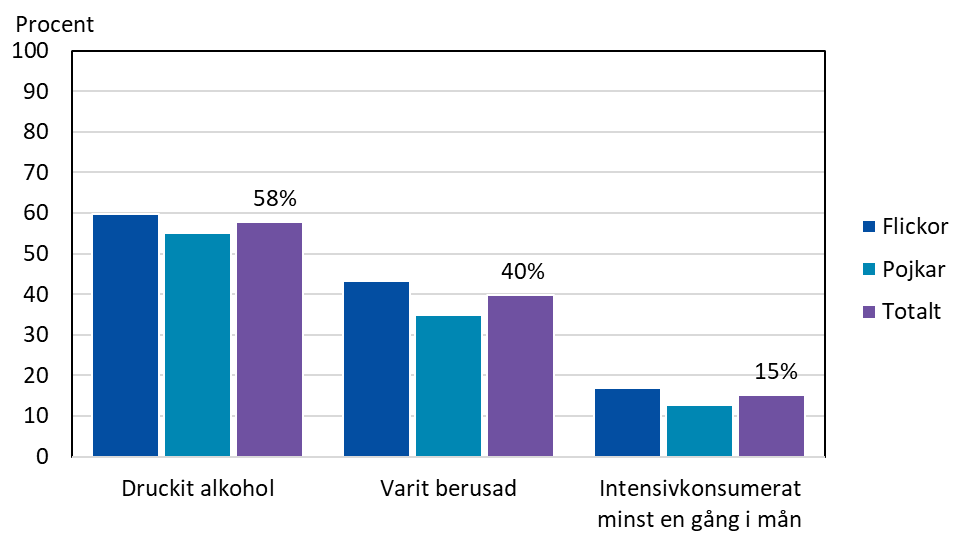 Procent
100
90
80
70
60
50
40
30
20
10
0
58%
40%
15%
Druckit alkohol
Varit berusad
Intensivkonsumerat
minst en gång i mån
Flickor
Pojkar
Totalt